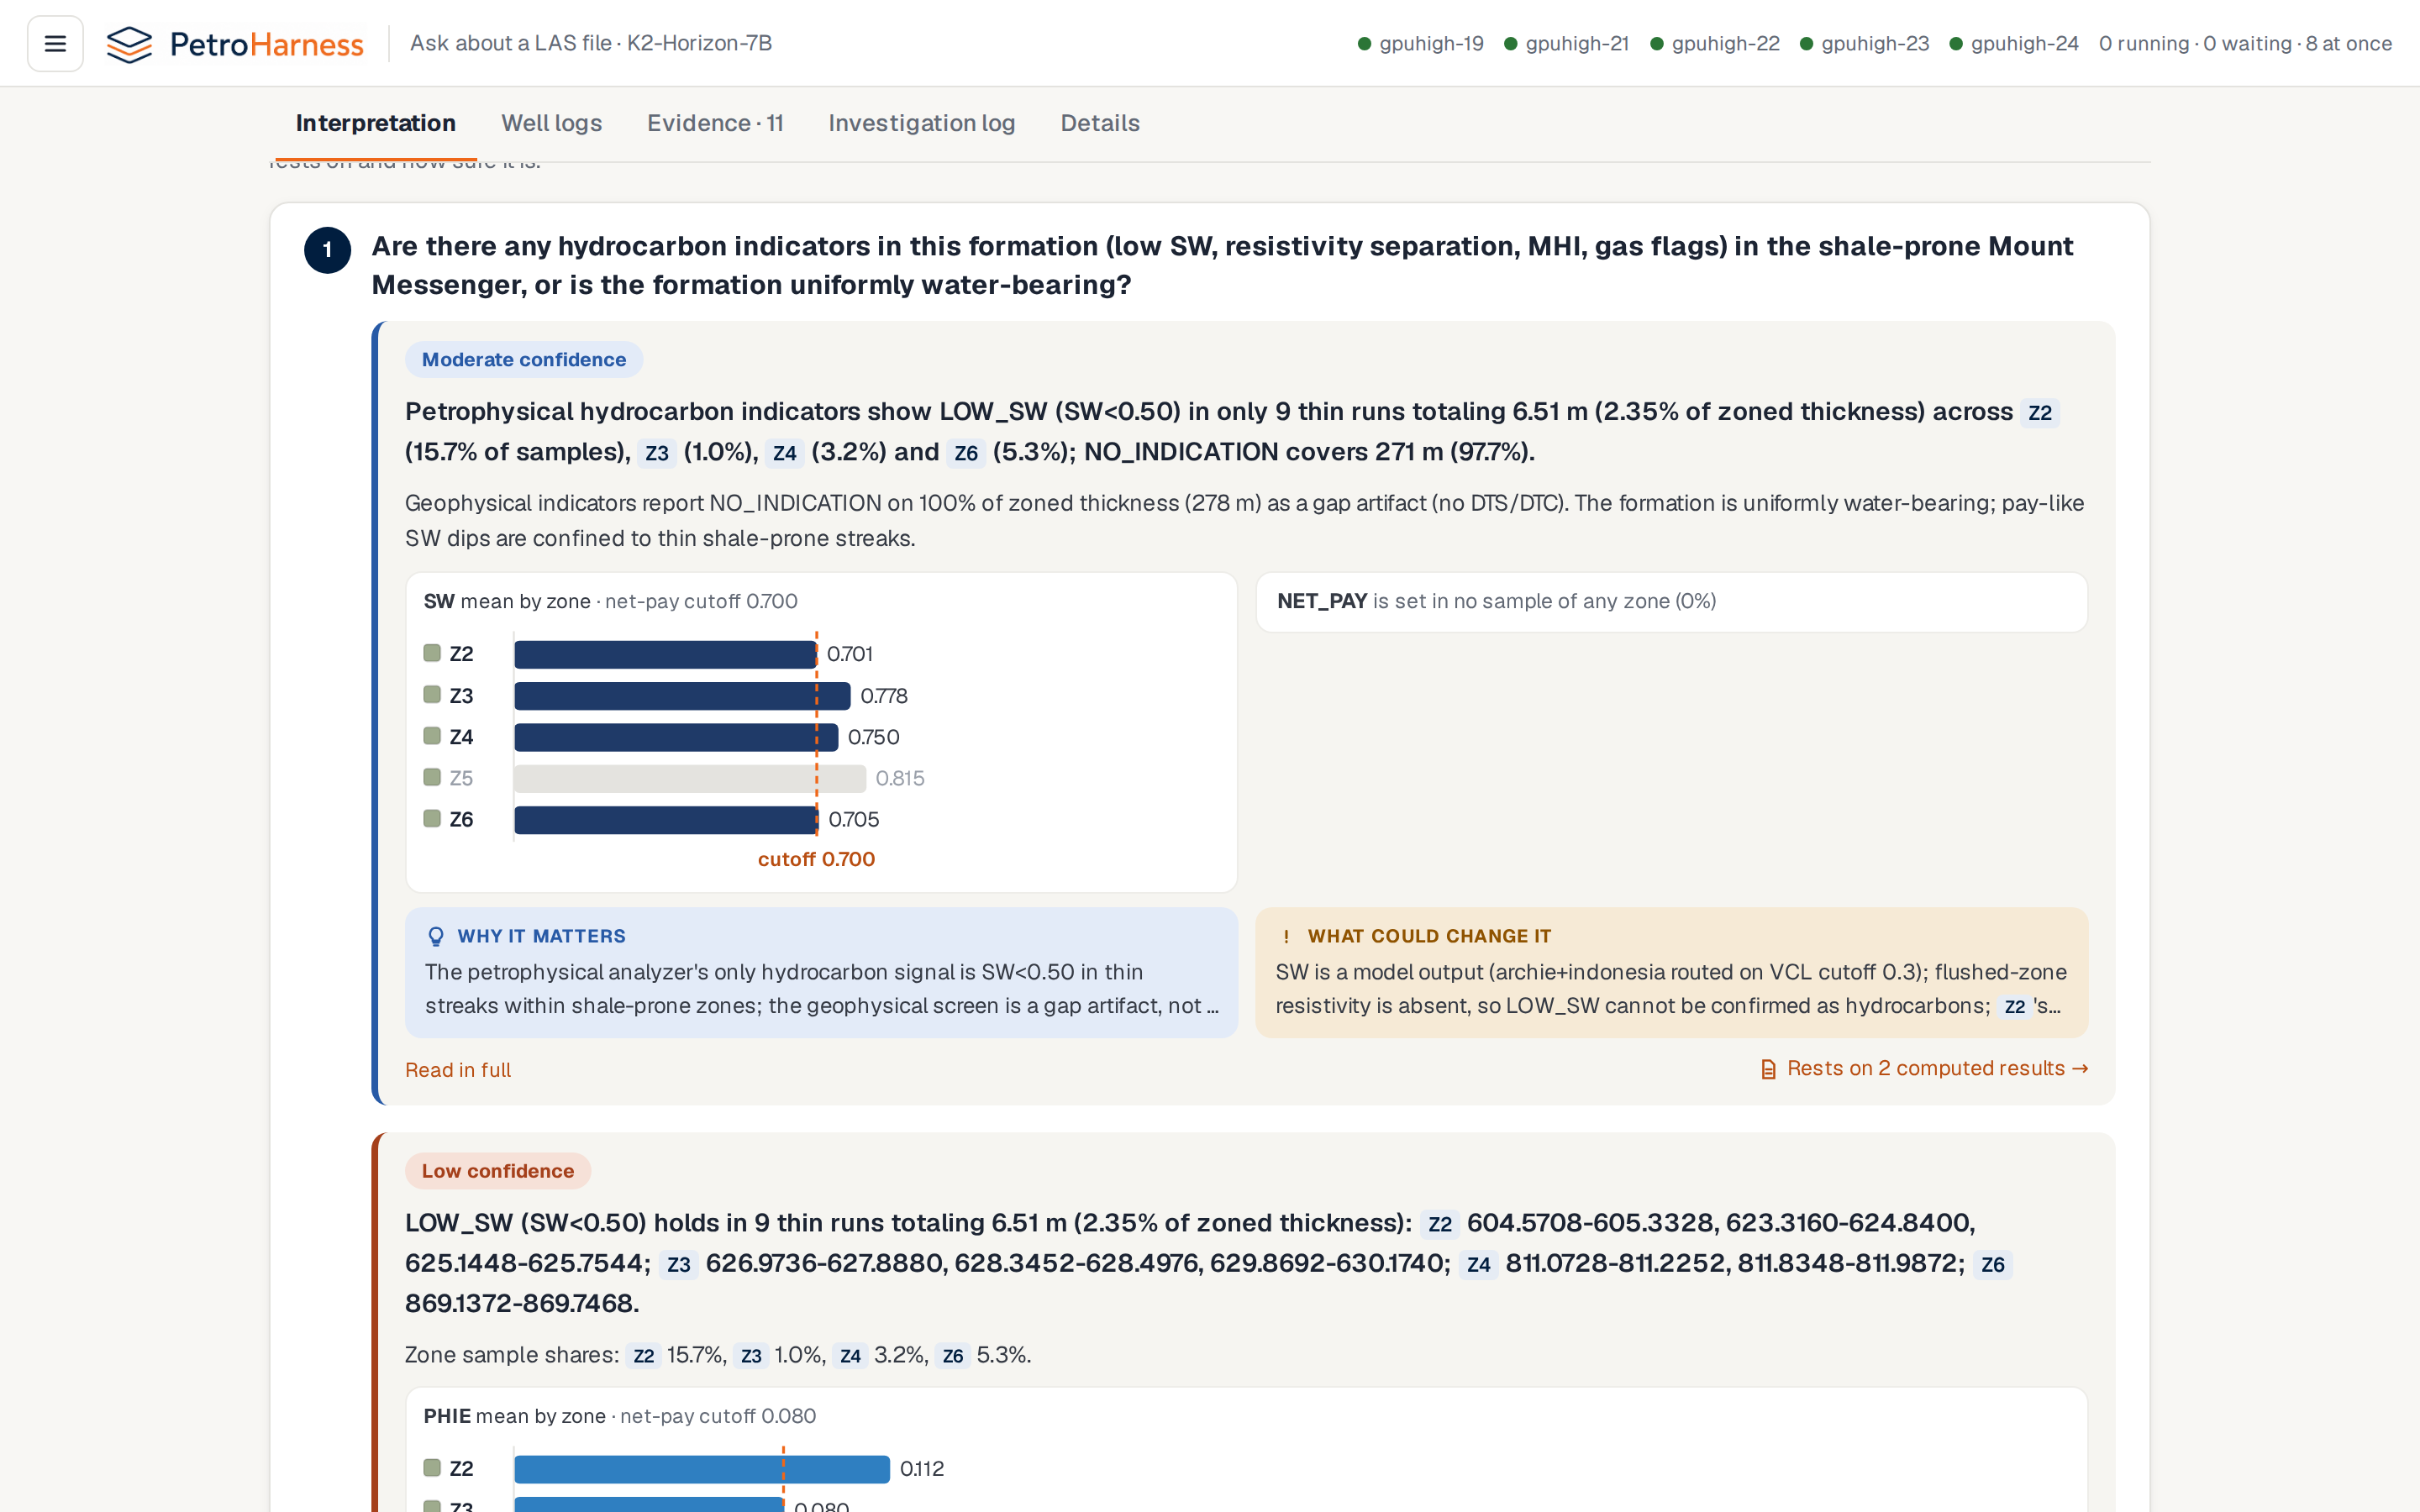 PetroHarness
Ask about a LAS file · K2-Horizon-7B
gpuhigh-19 gpuhigh-21 gpuhigh-22 gpuhigh-23 gpuhigh-24 0 running · 0 waiting · 8 at once
Interpretation Well logs Evidence · 11 Investigation log Details
rests on and how sure it is.
1
Are there any hydrocarbon indicators in this formation (low SW, resistivity separation, MHI, gas flags) in the shale-prone Mount
Messenger, or is the formation uniformly water-bearing?
Moderate confidence
Petrophysical hydrocarbon indicators show LOW_SW (SW<0.50) in only 9 thin runs totaling 6.51 m (2.35% of zoned thickness) across Z2
(15.7% of samples), Z3 (1.0%), Z4 (3.2%) and Z6 (5.3%); NO_INDICATION covers 271 m (97.7%).
Geophysical indicators report NO_INDICATION on 100% of zoned thickness (278 m) as a gap artifact (no DTS/DTC). The formation is uniformly water-bearing; pay-like
SW dips are confined to thin shale-prone streaks.
SW mean by zone · net-pay cutoff 0.700
Z2 0.701
Z3 0.778
Z4 0.750
Z5 0.815
Z6 0.705
cutoff 0.700
NET_PAY is set in no sample of any zone (0%)
WHY IT MATTERS
The petrophysical analyzer's only hydrocarbon signal is SW<0.50 in thin
streaks within shale-prone zones; the geophysical screen is a gap artifact, not ...
! WHAT COULD CHANGE IT
SW is a model output (archie+indonesia routed on VCL cutoff 0.3); flushed-zone
resistivity is absent, so LOW_SW cannot be confirmed as hydrocarbons; Z2 's...
Read in full
Rests on 2 computed results →
Low confidence
LOW_SW (SW<0.50) holds in 9 thin runs totaling 6.51 m (2.35% of zoned thickness): Z2 604.5708-605.3328, 623.3160-624.8400,
625.1448-625.7544; Z3 626.9736-627.8880, 628.3452-628.4976, 629.8692-630.1740; Z4 811.0728-811.2252, 811.8348-811.9872; Z6
869.1372-869.7468.
Zone sample shares: Z2 15.7%, Z3 1.0%, Z4 3.2%, Z6 5.3%.
PHIE mean by zone · net-pay cutoff 0.080
Z2 0.112
Z3 0.080